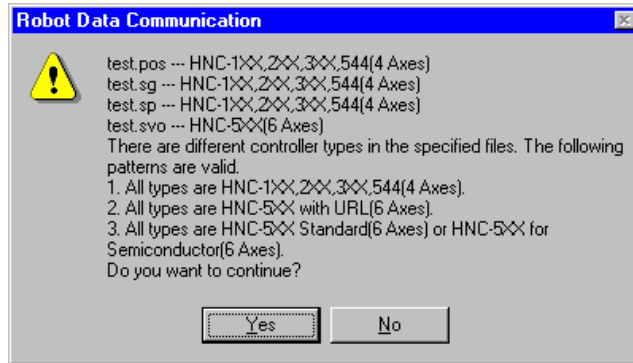 Robot Data Communication
test.pos --- HNC-1XX,2XX,3XX,544(4 Axes)
test.sg --- HNC-1XX,2XX,3XX,544(4 Axes)
test.sp --- HNC-1XX,2XX,3XX,544(4 Axes)
test.svo --- HNC-5XX(6 Axes)
There are different controller types in the specified files. The following
patterns are valid.
1. All types are HNC-1XX,2XX,3XX,544(4 Axes).
2. All types are HNC-5XX with URL(6 Axes).
3. All types are HNC-5XX Standard(6 Axes) or HNC-5XX for
Semiconductor(6 Axes).
Do you want to continue?
Yes No